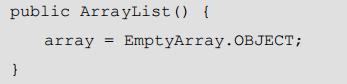 public ArrayList() {
    array = EmptyArray.OBJECT;
}